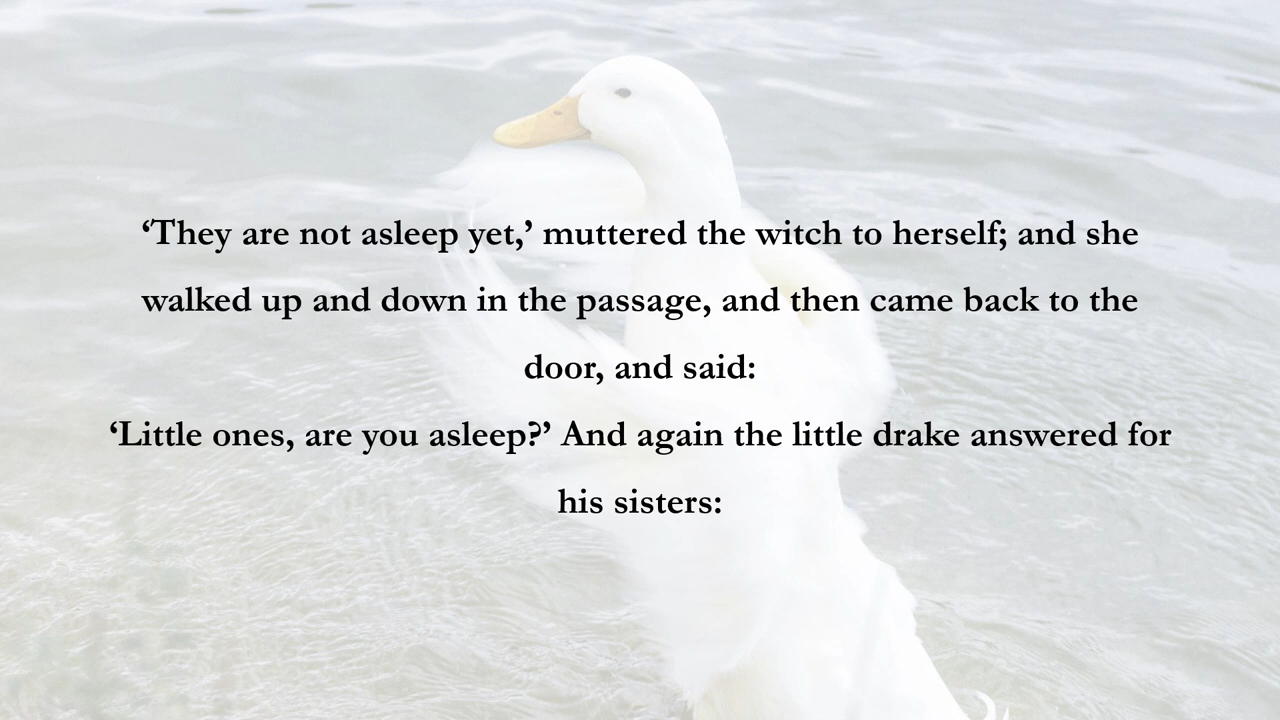 ‘They are not asleep yet,’ muttered the witch to herself; and she
walked up and down in the passage, and then came back to the
door, and said:
‘Little ones, are you asleep?’ And again the little drake answered for
his sisters: